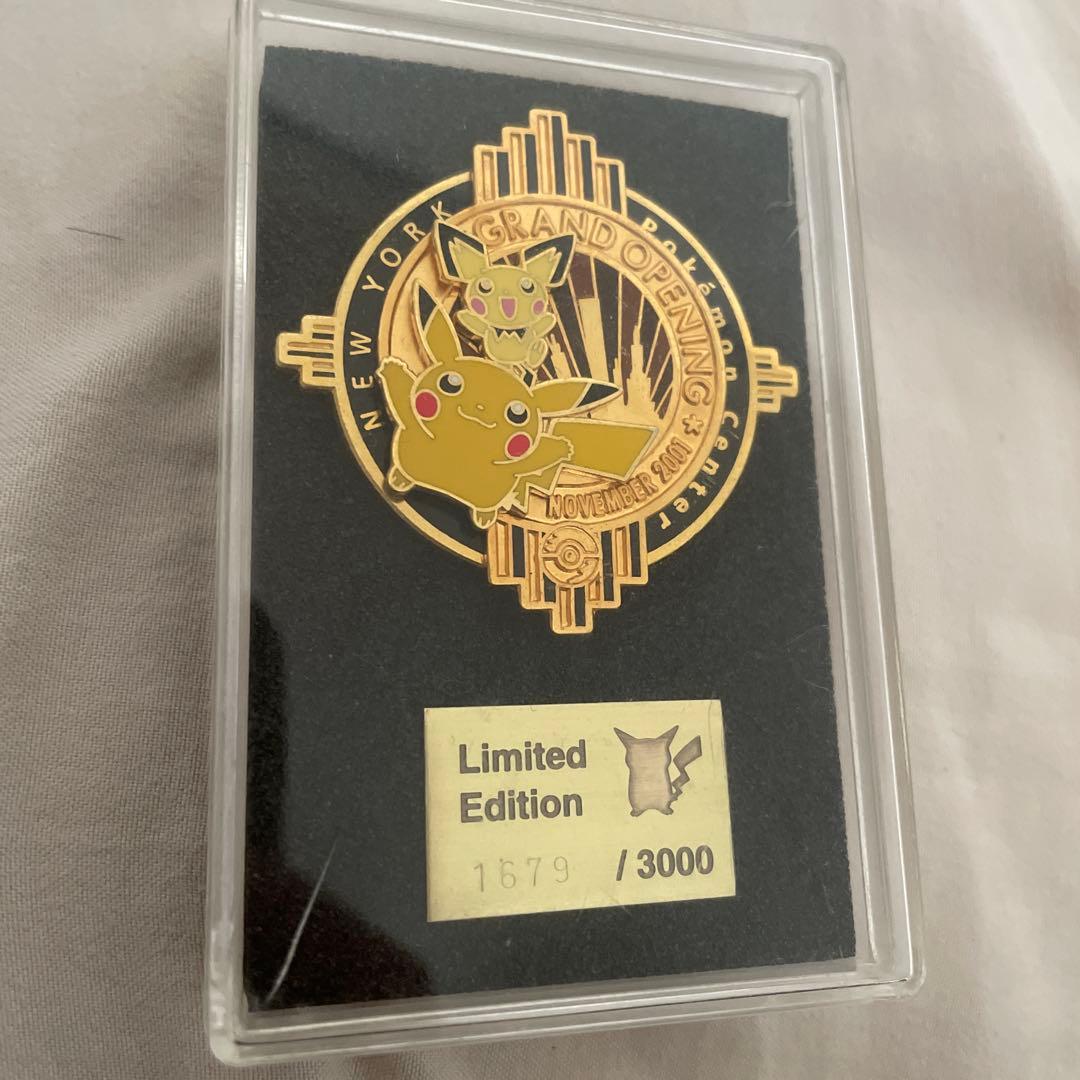 NEW YORK
Pokémon Center
GRAND OPENING ★
NOVEMBER 2001
Limited
Edition
1679 / 3000